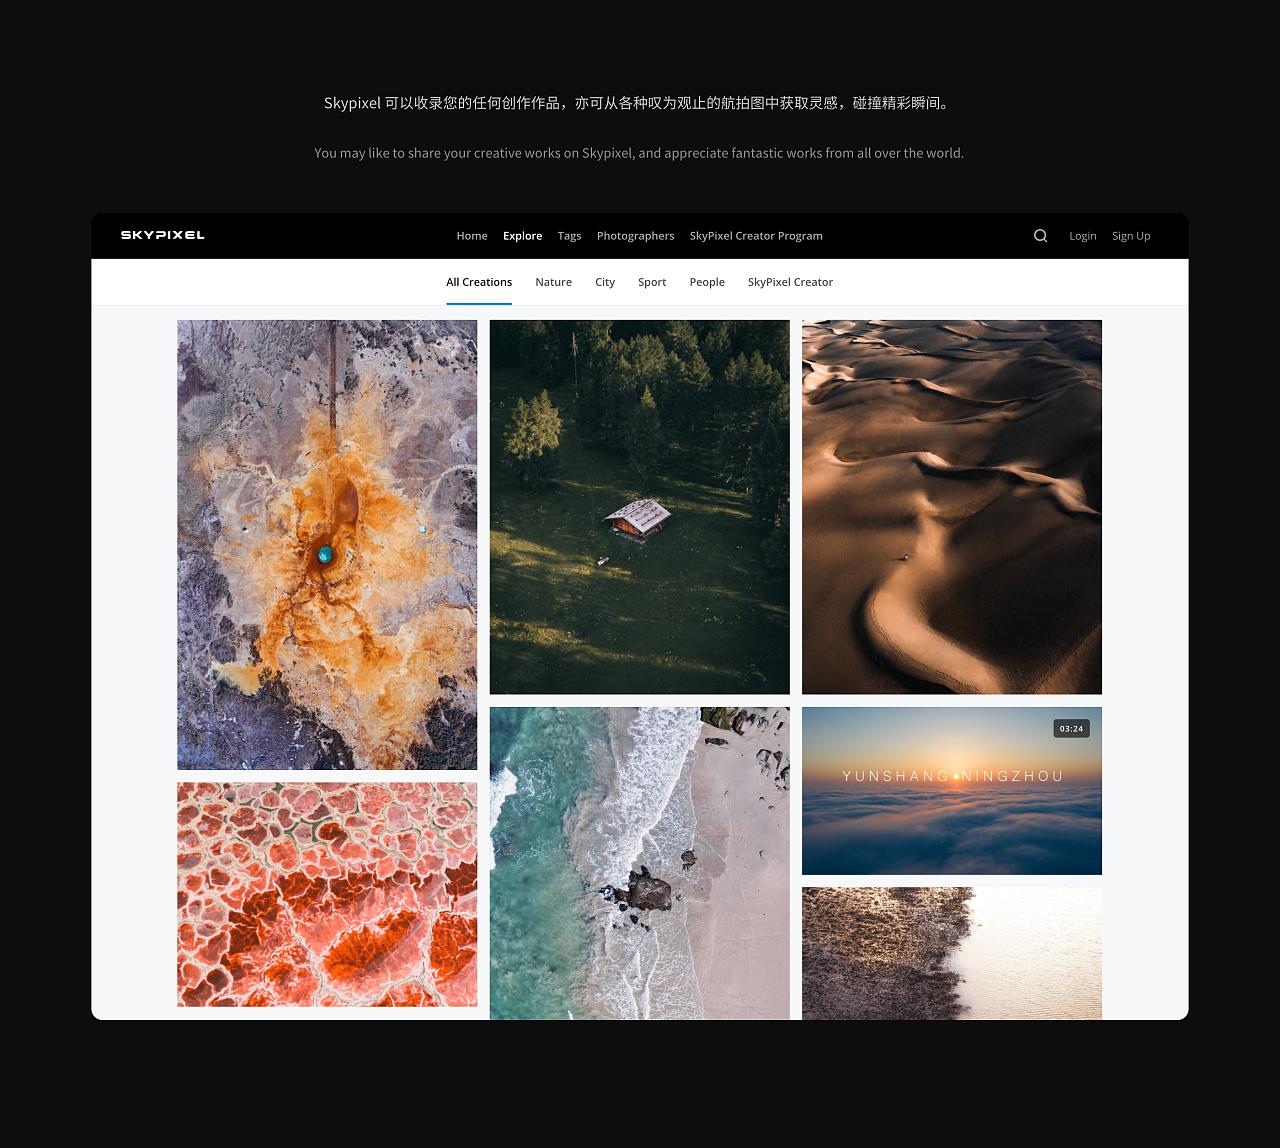 Skypixel 可以收录您的任何创作作品，亦可从各种叹为观止的航拍图中获取灵感，碰撞精彩瞬间。
You may like to share your creative works on Skypixel, and appreciate fantastic works from all over the world.
SKYPIXEL Home Explore Tags Photographers SkyPixel Creator Program Login Sign Up
All Creations Nature City Sport People SkyPixel Creator
03:24
YUNSHANG NINGZHOU